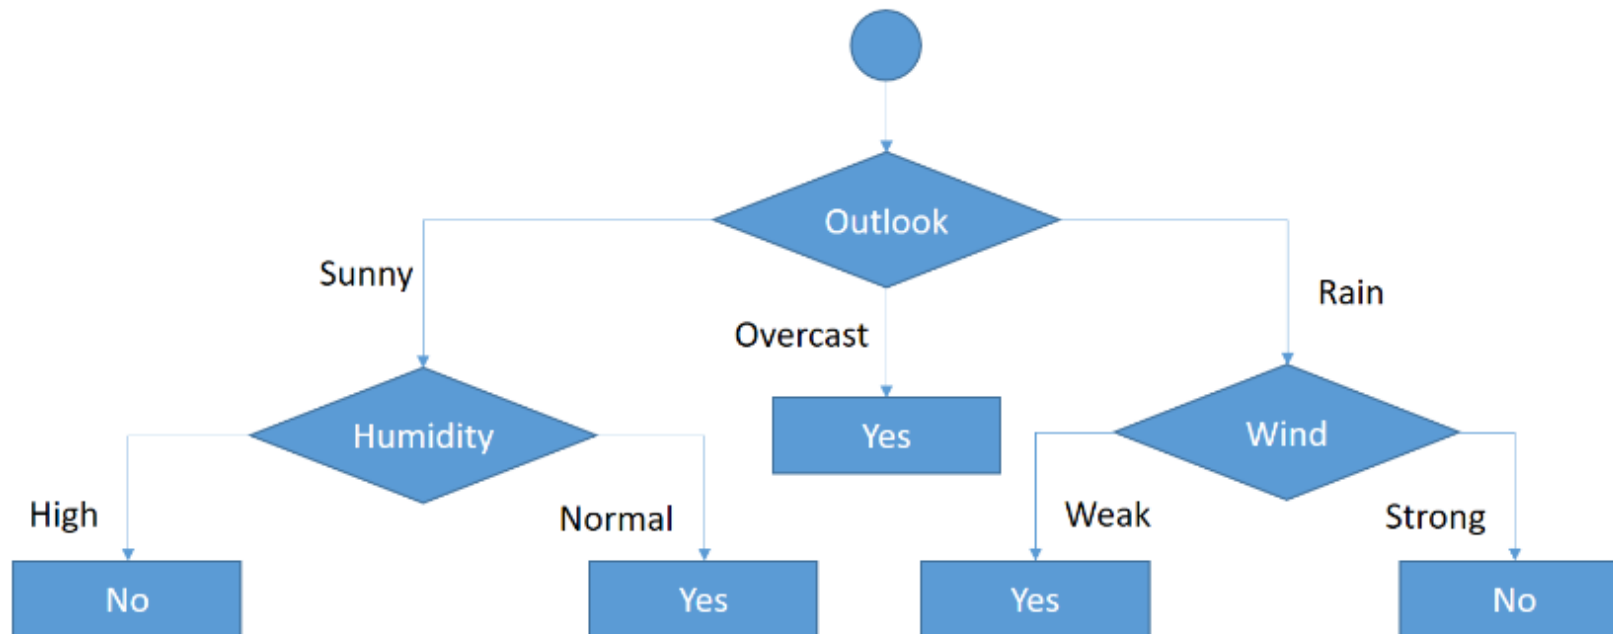 Outlook
Sunny
Rain
Overcast
Humidity
Yes
Wind
High
Normal
Weak
Strong
No
Yes
Yes
No